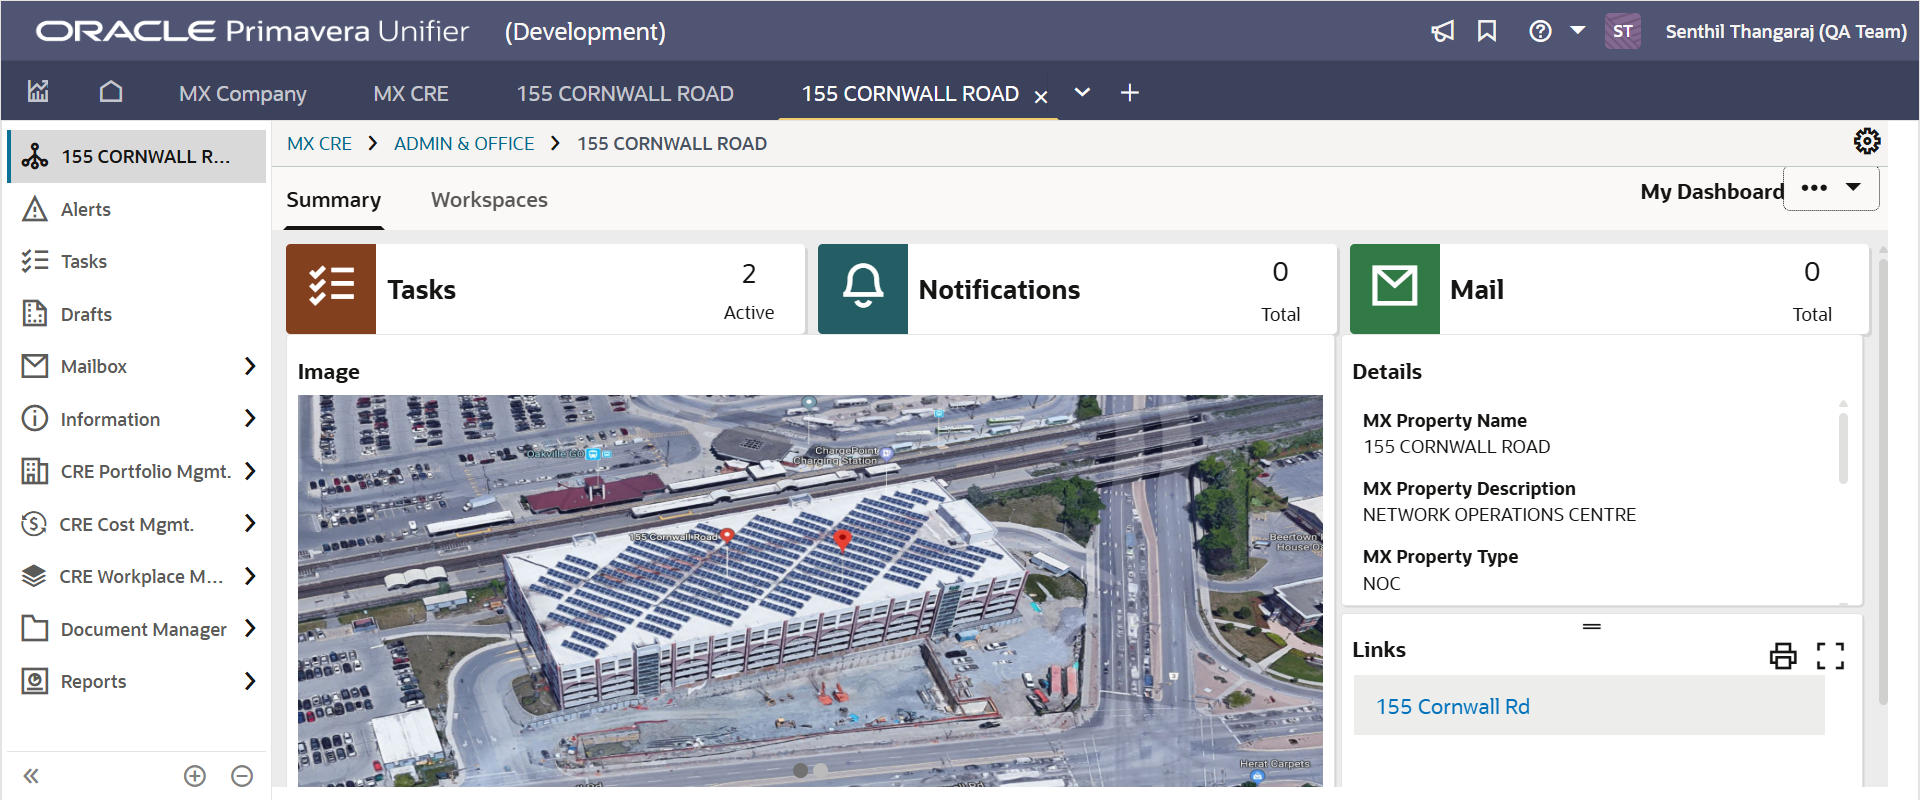 ORACLE Primavera Unifier (Development)
ST Senthil Thangaraj (QA Team)
MX Company MX CRE 155 CORNWALL ROAD 155 CORNWALL ROAD
155 CORNWALL R...
Alerts
Tasks
Drafts
Mailbox
Information
CRE Portfolio Mgmt.
CRE Cost Mgmt.
CRE Workplace M...
Document Manager
Reports
MX CRE ADMIN & OFFICE 155 CORNWALL ROAD
Summary Workspaces
My Dashboard
Tasks
2
Active
Notifications
0
Total
Mail
0
Total
Image
Oakville GO
ChargePoint
Charging Station
155 Cornwall Road
Beertown
House Oa
Herat Carpets
Details
MX Property Name
155 CORNWALL ROAD
MX Property Description
NETWORK OPERATIONS CENTRE
MX Property Type
NOC
Links
155 Cornwall Rd